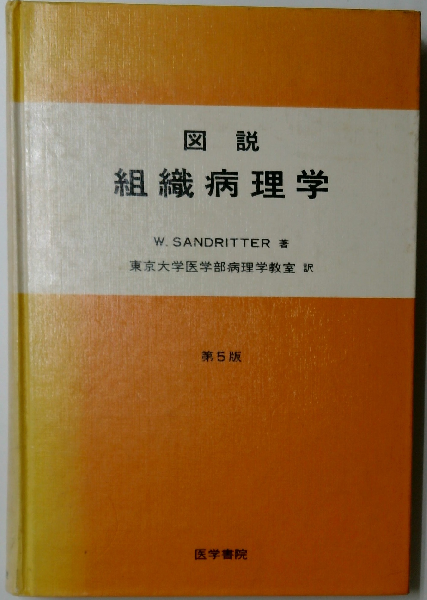 図説
組織病理学
W. SANDRITTER 著
東京大学医学部病理学教室 訳
第5版
医学書院